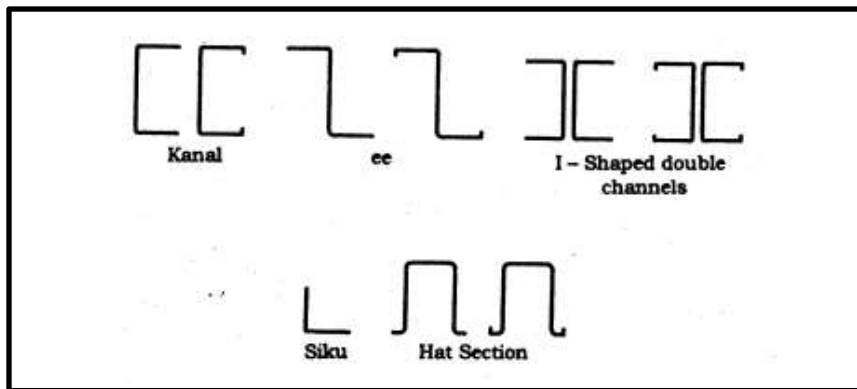 Kanal
ee
I – Shaped double
channels
Siku
Hat Section